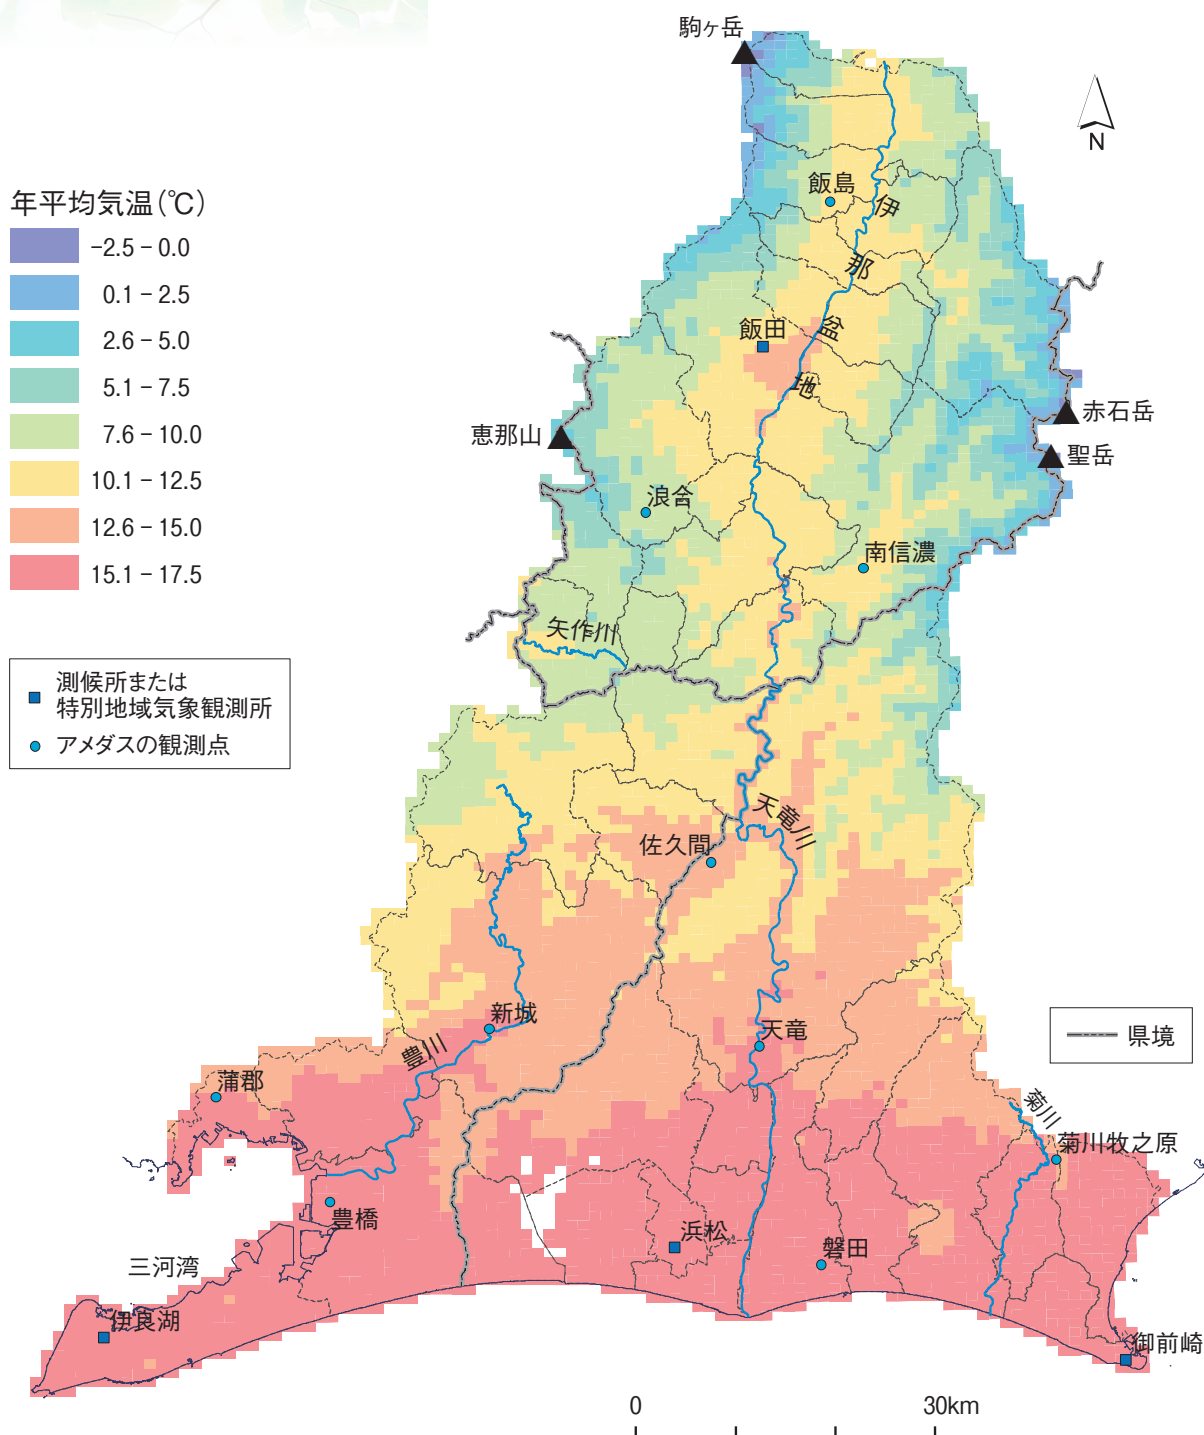 駒ヶ岳
N
年平均気温(℃)
-2.5 - 0.0
0.1 - 2.5
2.6 - 5.0
5.1 - 7.5
7.6 - 10.0
10.1 - 12.5
12.6 - 15.0
15.1 - 17.5
飯島
伊那盆地
飯田
赤石岳
恵那山
聖岳
浪合
南信濃
矢作川
測候所または
特別地域気象観測所
アメダスの観測点
天竜川
佐久間
新城
天竜
県境
豊川
蒲郡
菊川
菊川牧之原
豊橋
浜松
磐田
三河湾
伊良湖
御前崎
0 30km